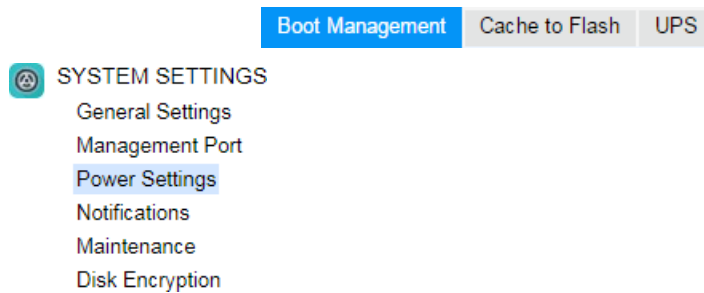 Boot Management Cache to Flash UPS
SYSTEM SETTINGS
General Settings
Management Port
Power Settings
Notifications
Maintenance
Disk Encryption